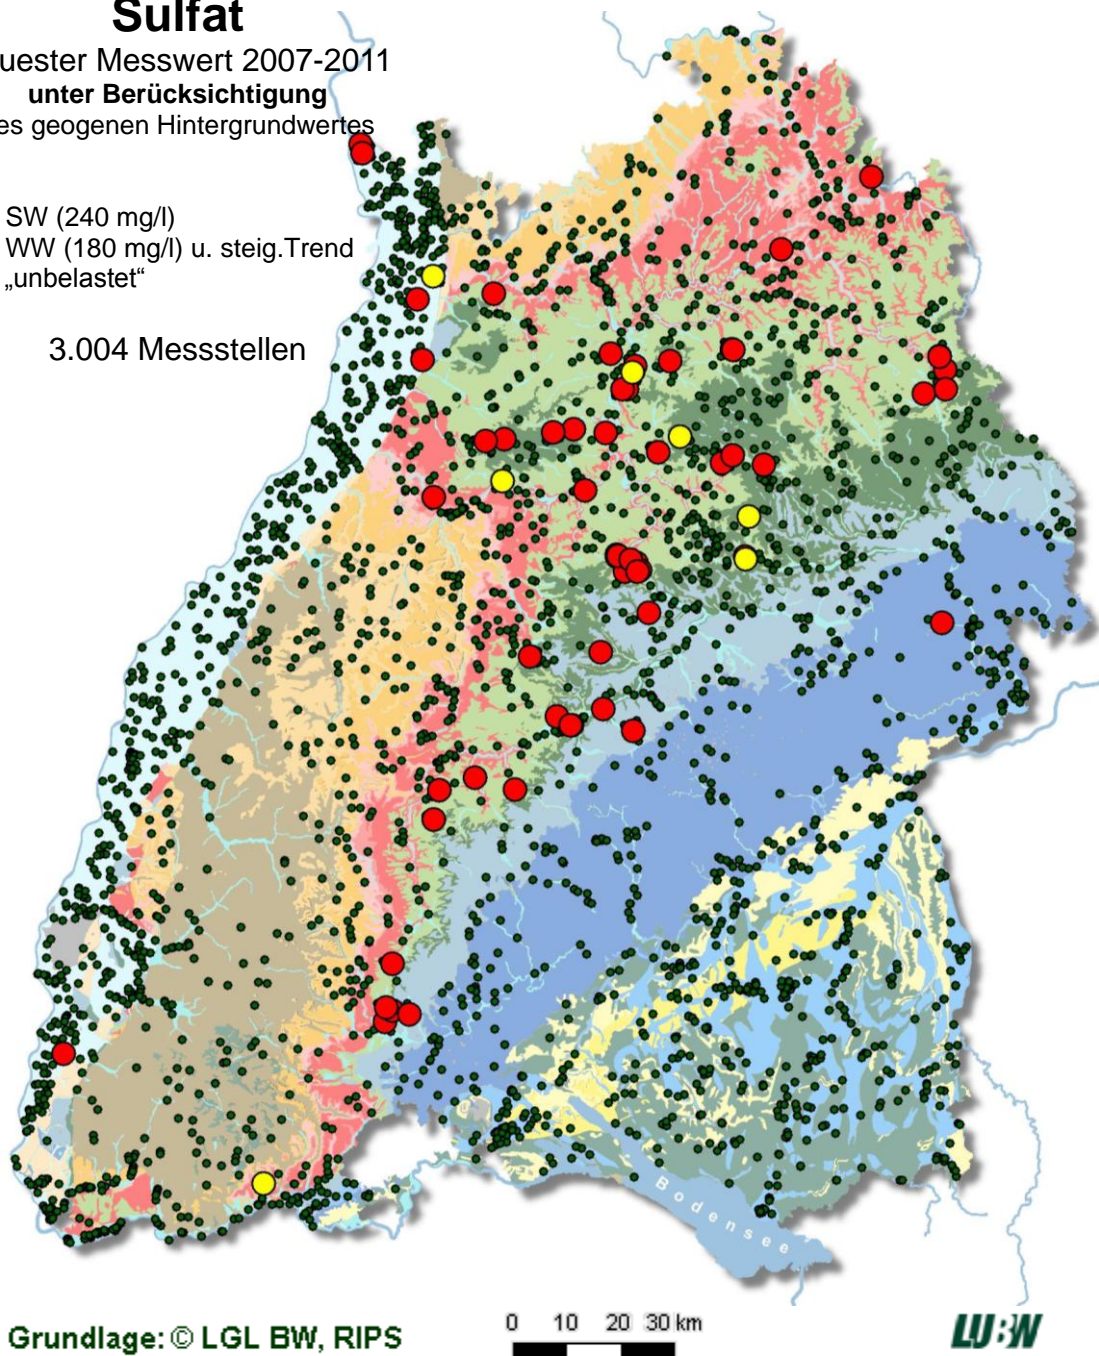 Sulfat
uester Messwert 2007-2011
unter Berücksichtigung
es geogenen Hintergrundwertes
SW (240 mg/l)
WW (180 mg/l) u. steig.Trend
„unbelastet“
3.004 Messstellen
Bodensee
0 10 20 30 km
Grundlage: © LGL BW, RIPS
LUBW